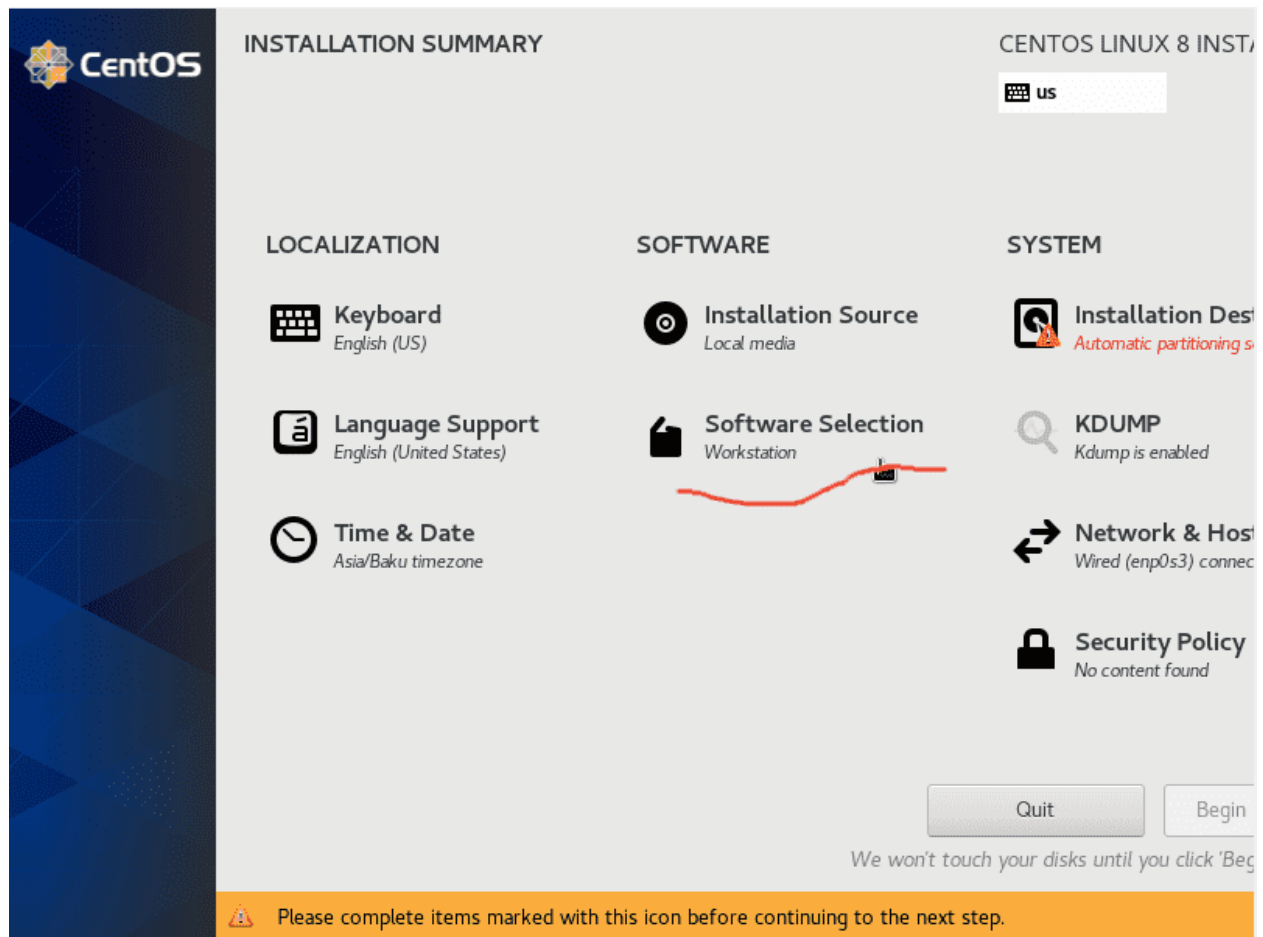 CentOS
INSTALLATION SUMMARY
CENTOS LINUX 8 INSTA
us
LOCALIZATION
SOFTWARE
SYSTEM
Keyboard
English (US)
Installation Source
Local media
Installation Dest
Automatic partitioning s
Language Support
English (United States)
Software Selection
Workstation
KDUMP
Kdump is enabled
Time & Date
Asia/Baku timezone
Network & Host
Wired (enp0s3) connec
Security Policy
No content found
Quit
Begin
We won't touch your disks until you click 'Beg
Please complete items marked with this icon before continuing to the next step.